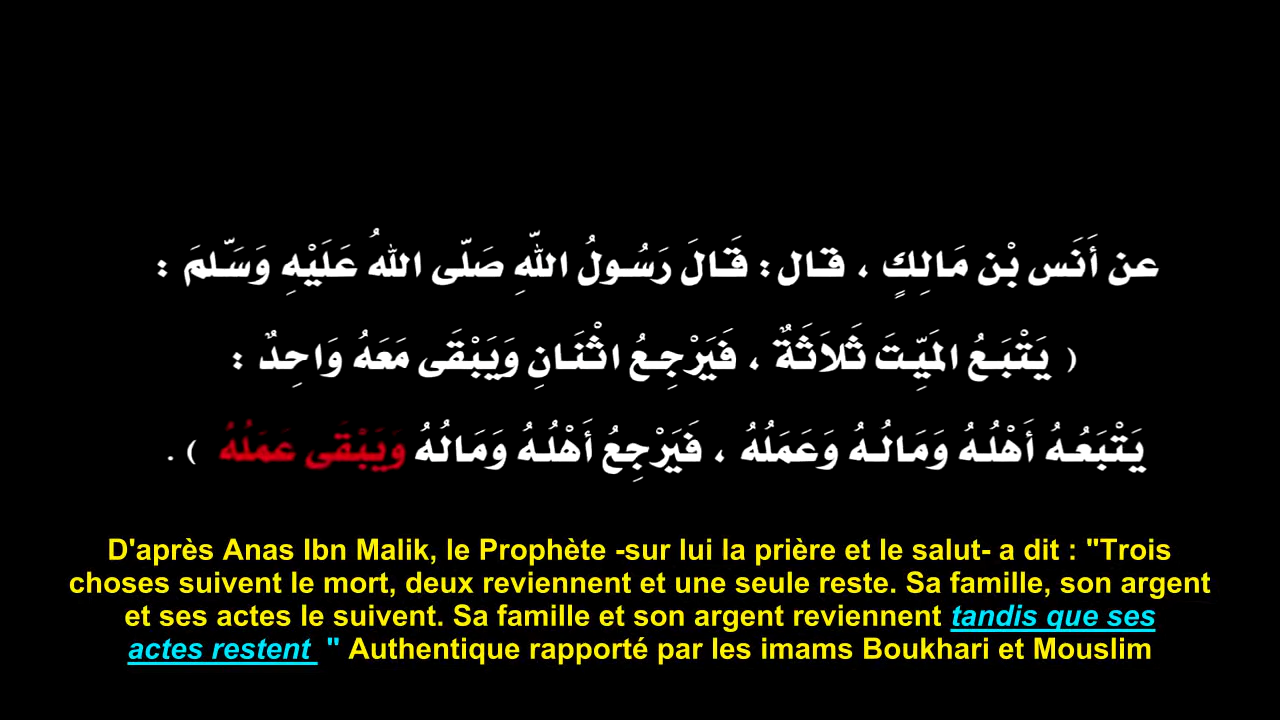 عن أَنَس بْن مَالِكٍ ، قال : قَالَ رَسُولُ اللّٰهِ صَلّى اللهُ عَلَيْهِ وَسَّلمَ :
( يَتْبَعُ المَيِّتَ ثَلاَثَةٌ ، فَيَرْجِعُ اثْنَانِ وَيَبْقَى مَعَهُ وَاحِدٌ :
يَتْبَعُهُ أَهْلُهُ وَمَالُهُ وَعَمَلُهُ ، فَيَرْجِعُ أَهْلُهُ وَمَالُهُ وَيَبْقَى عَمَلُهُ ) .
D'après Anas Ibn Malik, le Prophète -sur lui la prière et le salut- a dit : "Trois
choses suivent le mort, deux reviennent et une seule reste. Sa famille, son argent
et ses actes le suivent. Sa famille et son argent reviennent tandis que ses
actes restent " Authentique rapporté par les imams Boukhari et Mouslim